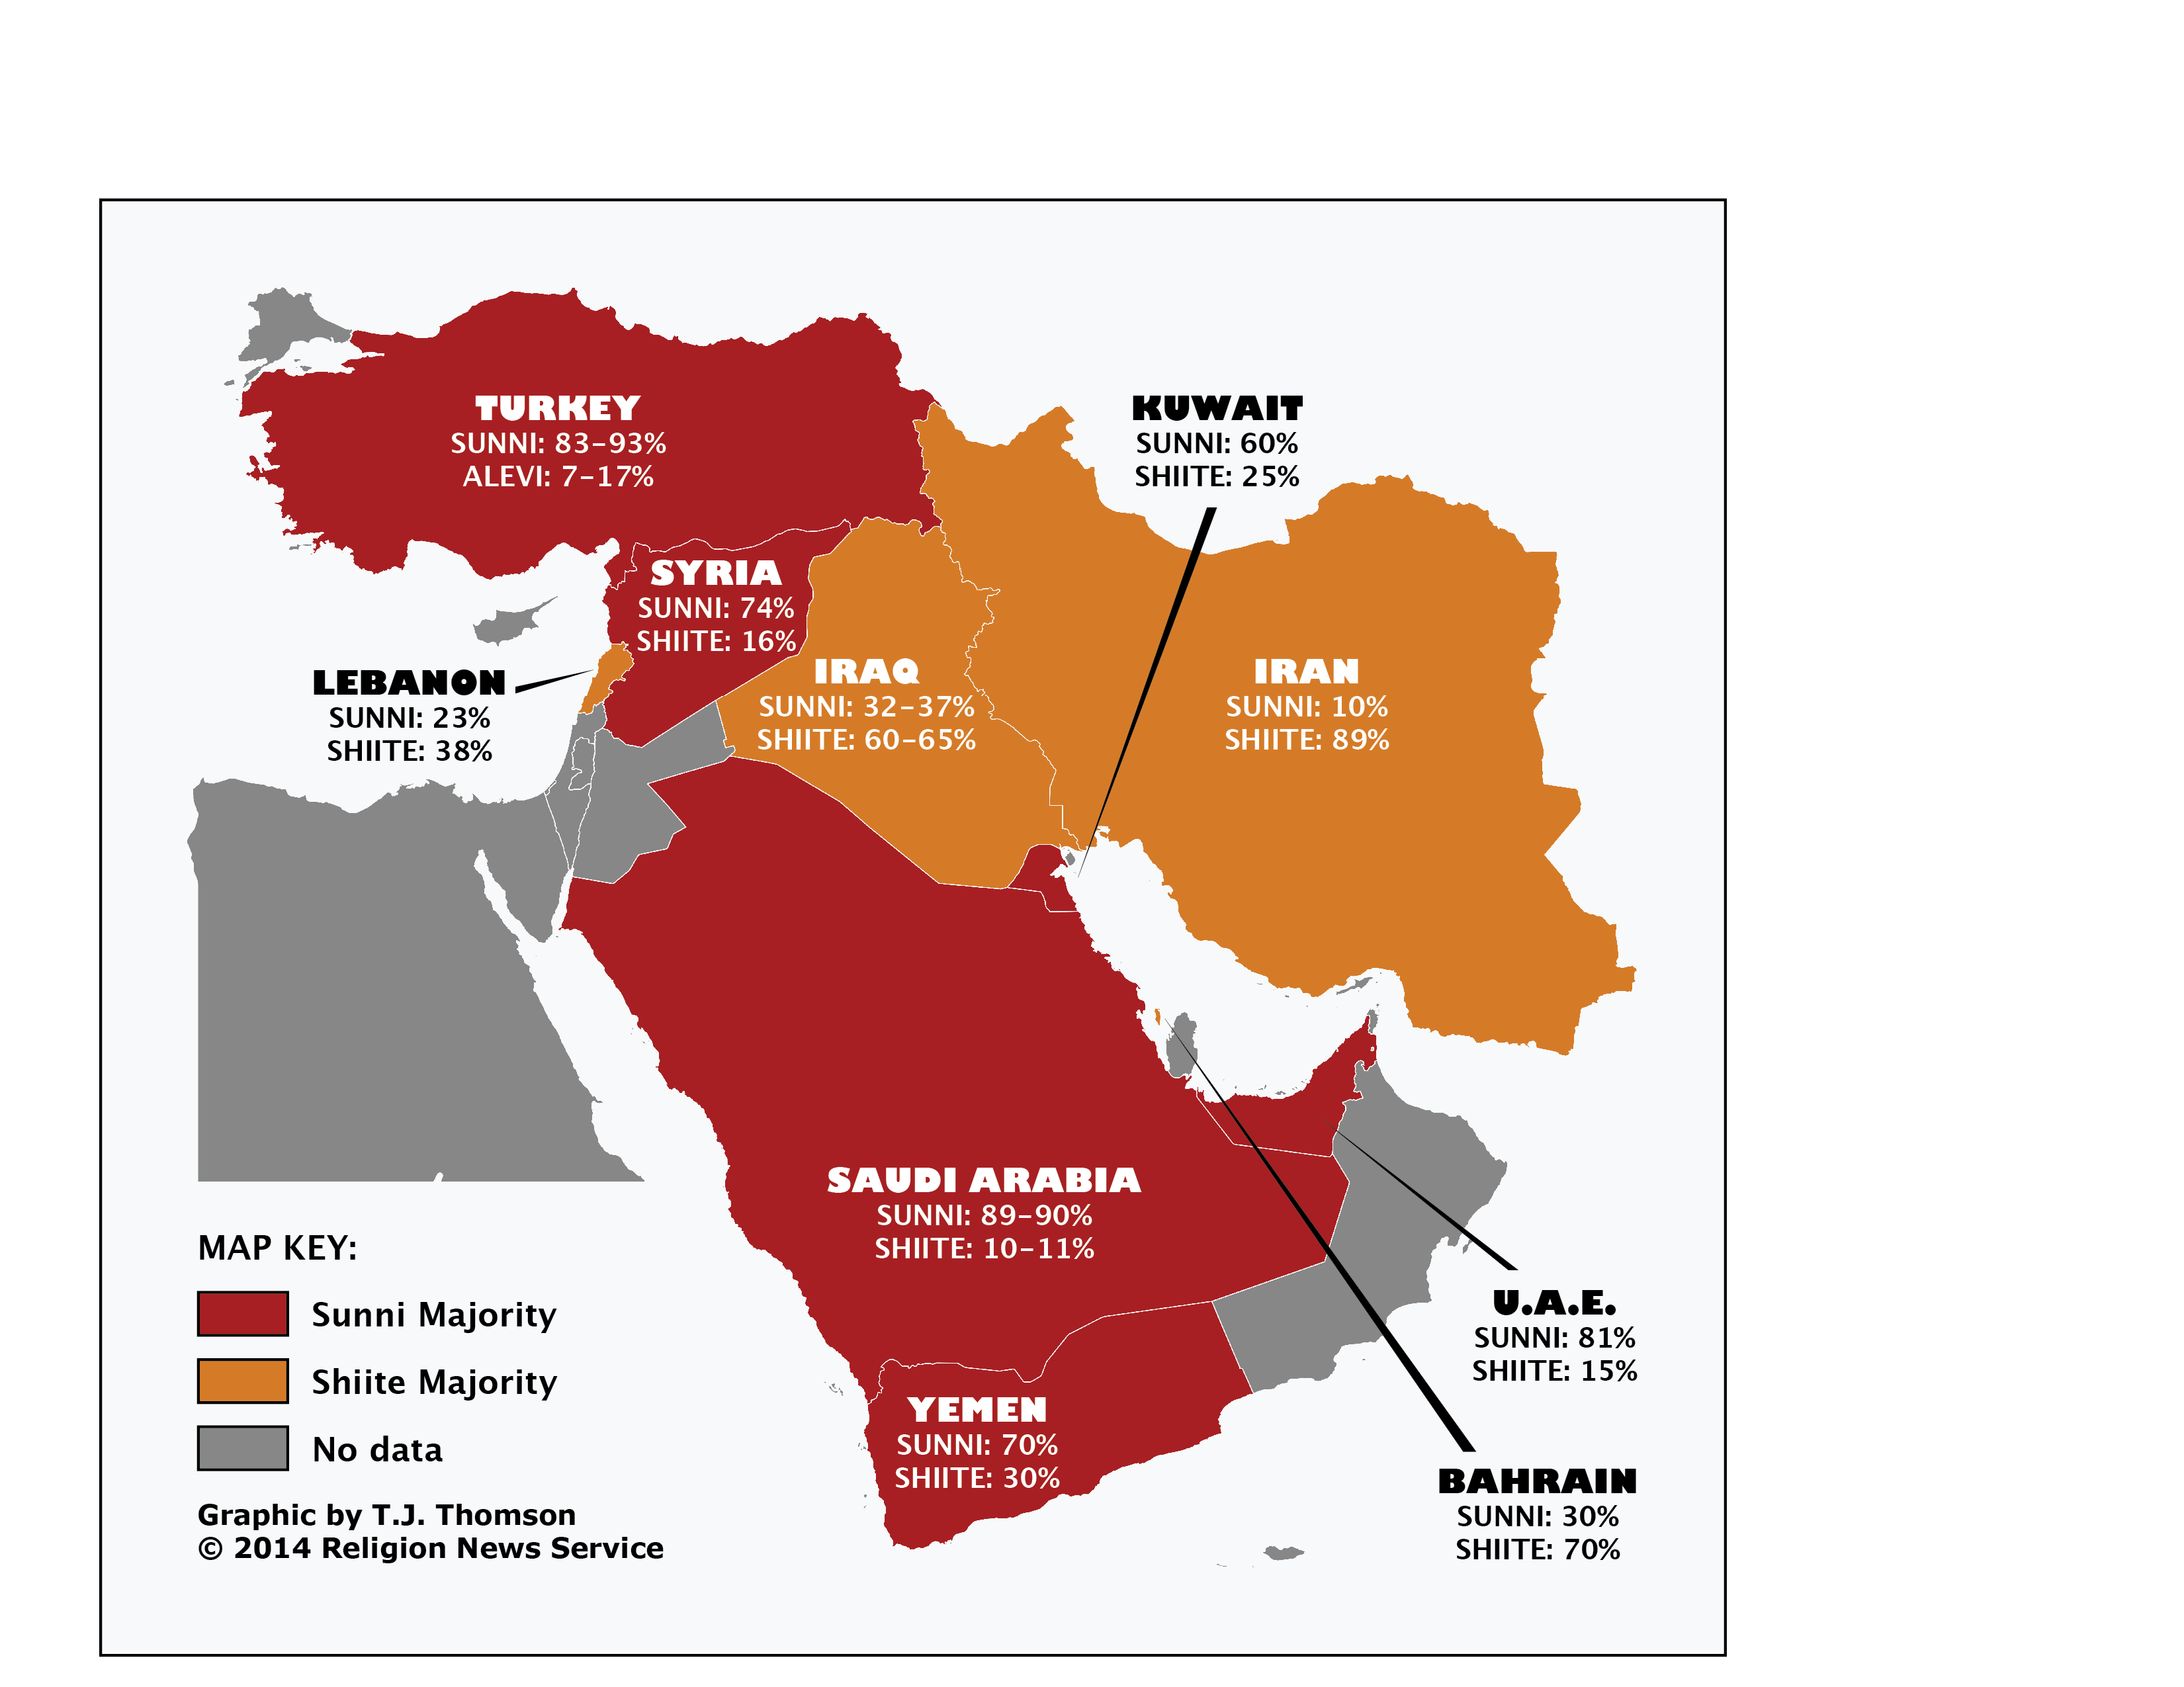 TURKEY
SUNNI: 83–93%
ALEVI: 7–17%
KUWAIT
SUNNI: 60%
SHIITE: 25%
SYRIA
SUNNI: 74%
SHIITE: 16%
LEBANON
SUNNI: 23%
SHIITE: 38%
IRAQ
SUNNI: 32–37%
SHIITE: 60–65%
IRAN
SUNNI: 10%
SHIITE: 89%
SAUDI ARABIA
SUNNI: 89–90%
SHIITE: 10–11%
U.A.E.
SUNNI: 81%
SHIITE: 15%
YEMEN
SUNNI: 70%
SHIITE: 30%
BAHRAIN
SUNNI: 30%
SHIITE: 70%
MAP KEY:
Sunni Majority
Shiite Majority
No data
Graphic by T.J. Thomson
© 2014 Religion News Service